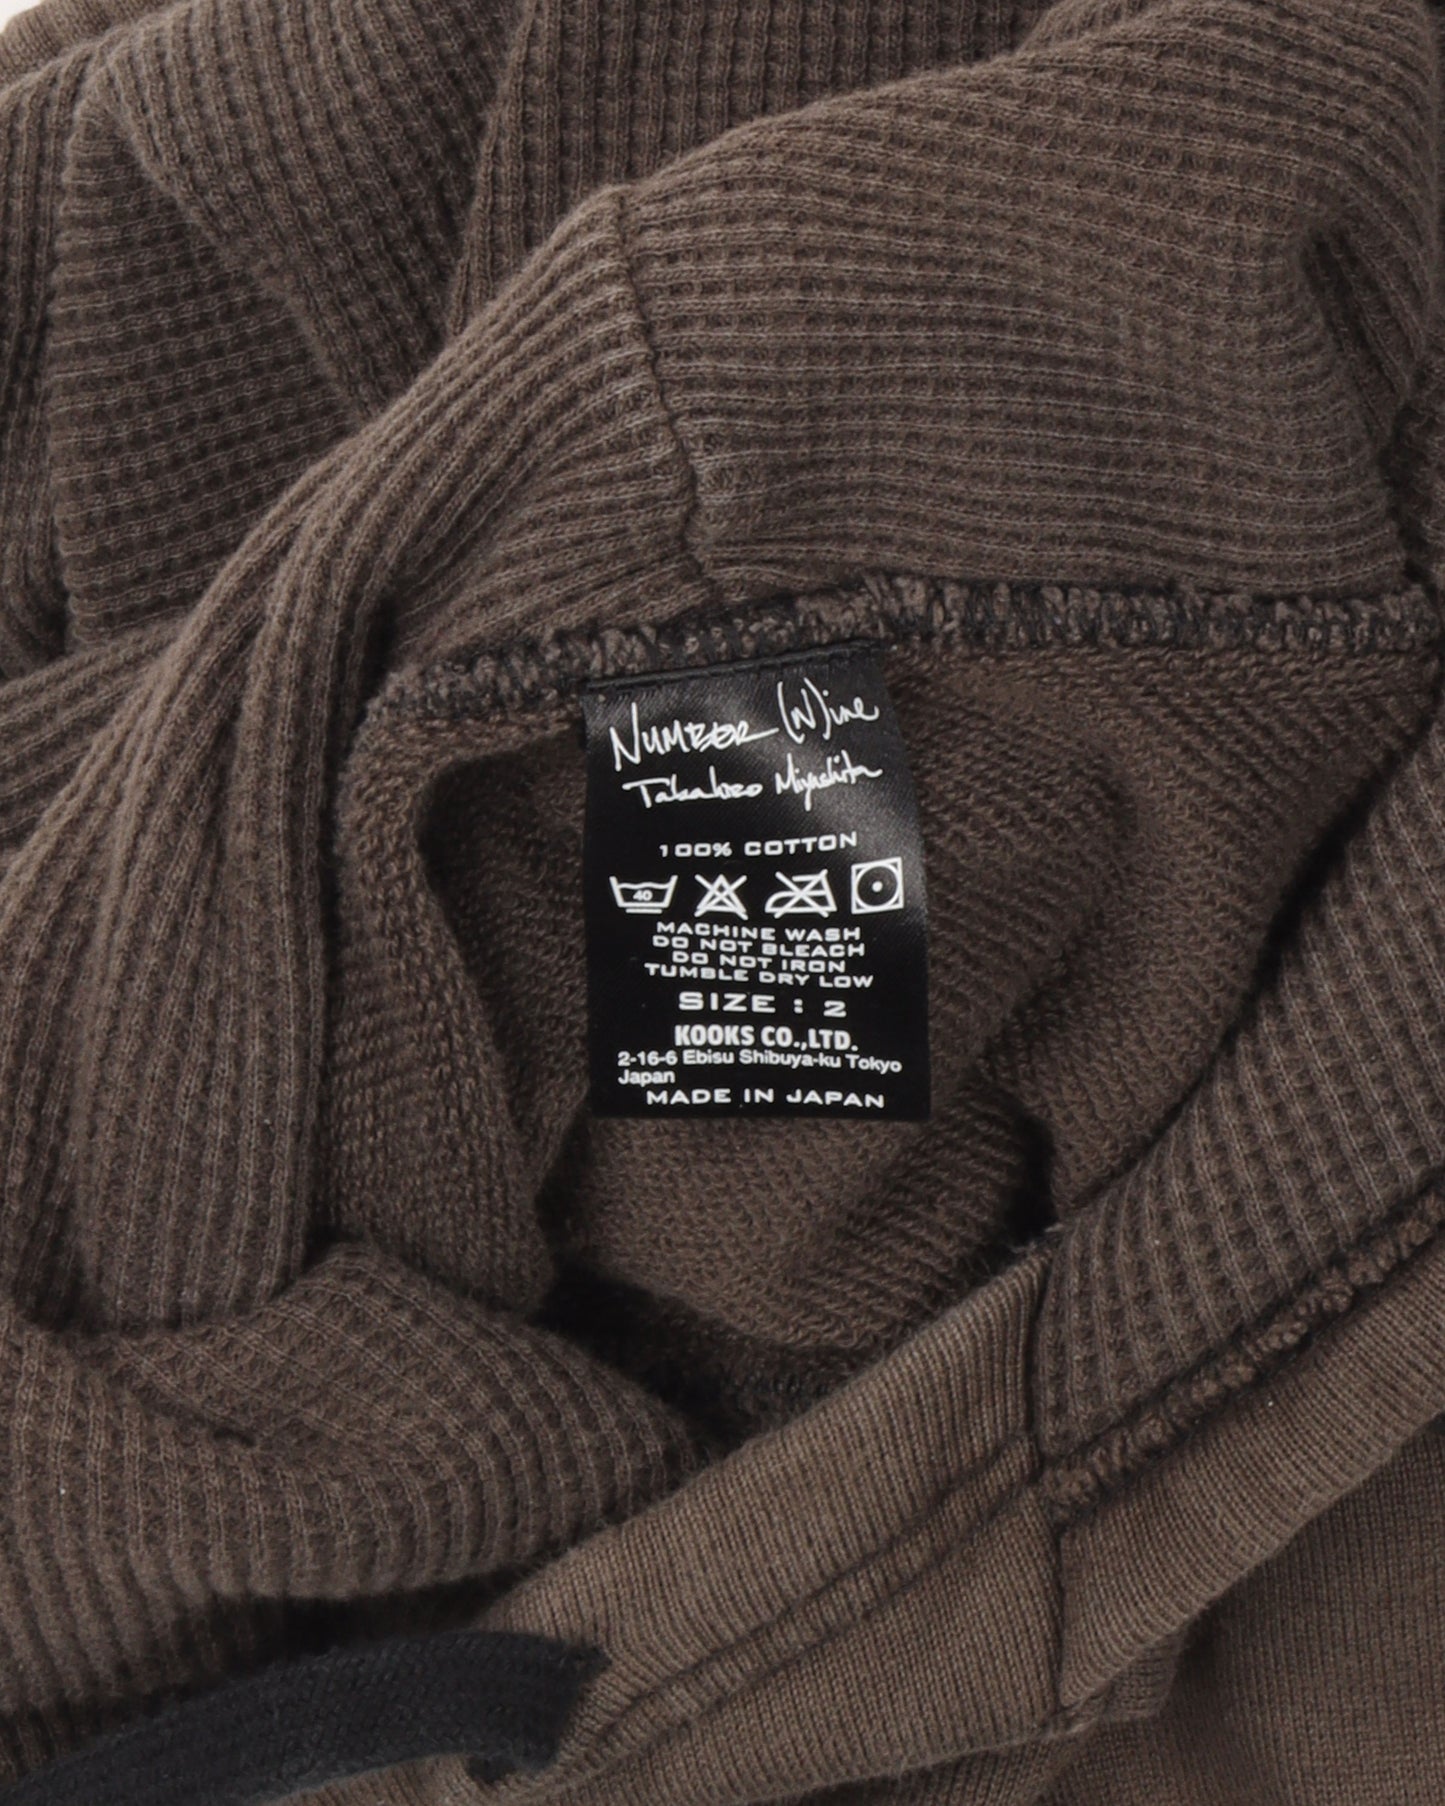 NUMBER (N)ine
Takahiro Miyashita
100% COTTON
40
MACHINE WASH
DO NOT BLEACH
DO NOT IRON
TUMBLE DRY LOW
SIZE : 2
KOOKS CO.,LTD.
2-16-6 Ebisu Shibuya-ku Tokyo
Japan
MADE IN JAPAN